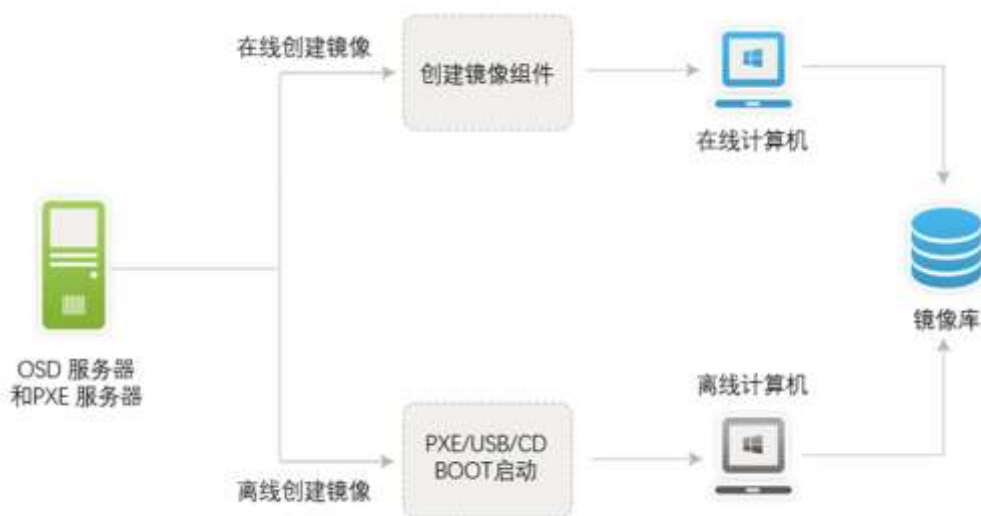 在线创建镜像
创建镜像组件
在线计算机
OSD 服务器
和PXE 服务器
镜像库
离线计算机
PXE/USB/CD
BOOT启动
离线创建镜像